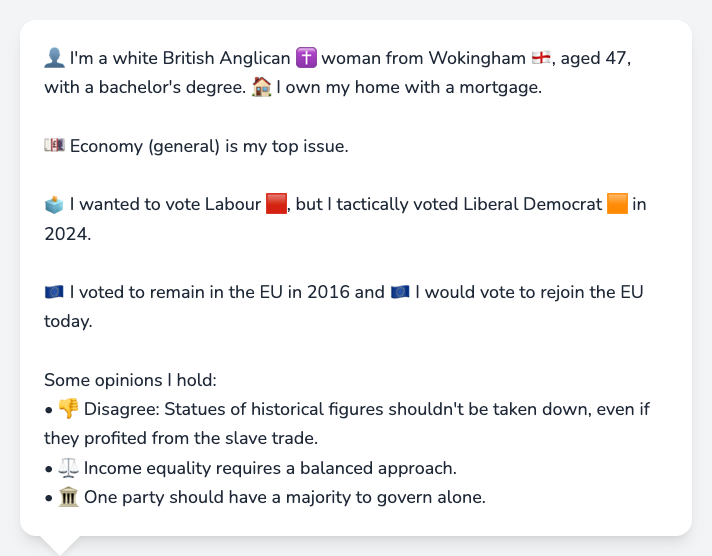 👤 I'm a white British Anglican ✝️ woman from Wokingham 🏴󠁧󠁢󠁥󠁮󠁧󠁿, aged 47,
with a bachelor's degree. 🏠 I own my home with a mortgage.
💷 Economy (general) is my top issue.
🗳️ I wanted to vote Labour 🟥, but I tactically voted Liberal Democrat 🟧 in
2024.
🇪🇺 I voted to remain in the EU in 2016 and 🇪🇺 I would vote to rejoin the EU
today.
Some opinions I hold:
• 👎 Disagree: Statues of historical figures shouldn't be taken down, even if
they profited from the slave trade.
• ⚖️ Income equality requires a balanced approach.
• 🏛️ One party should have a majority to govern alone.